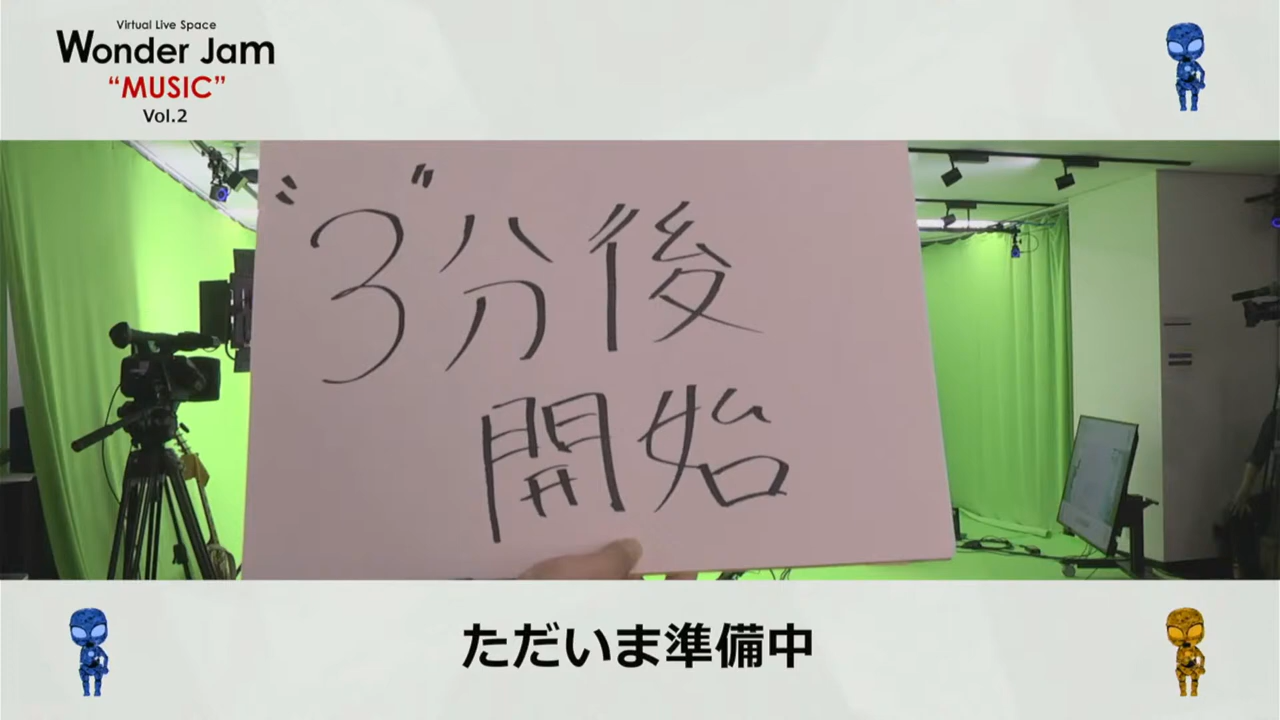 Virtual Live Space
Wonder Jam
“MUSIC”
Vol.2
〝3〟分後
開始
ただいま準備中